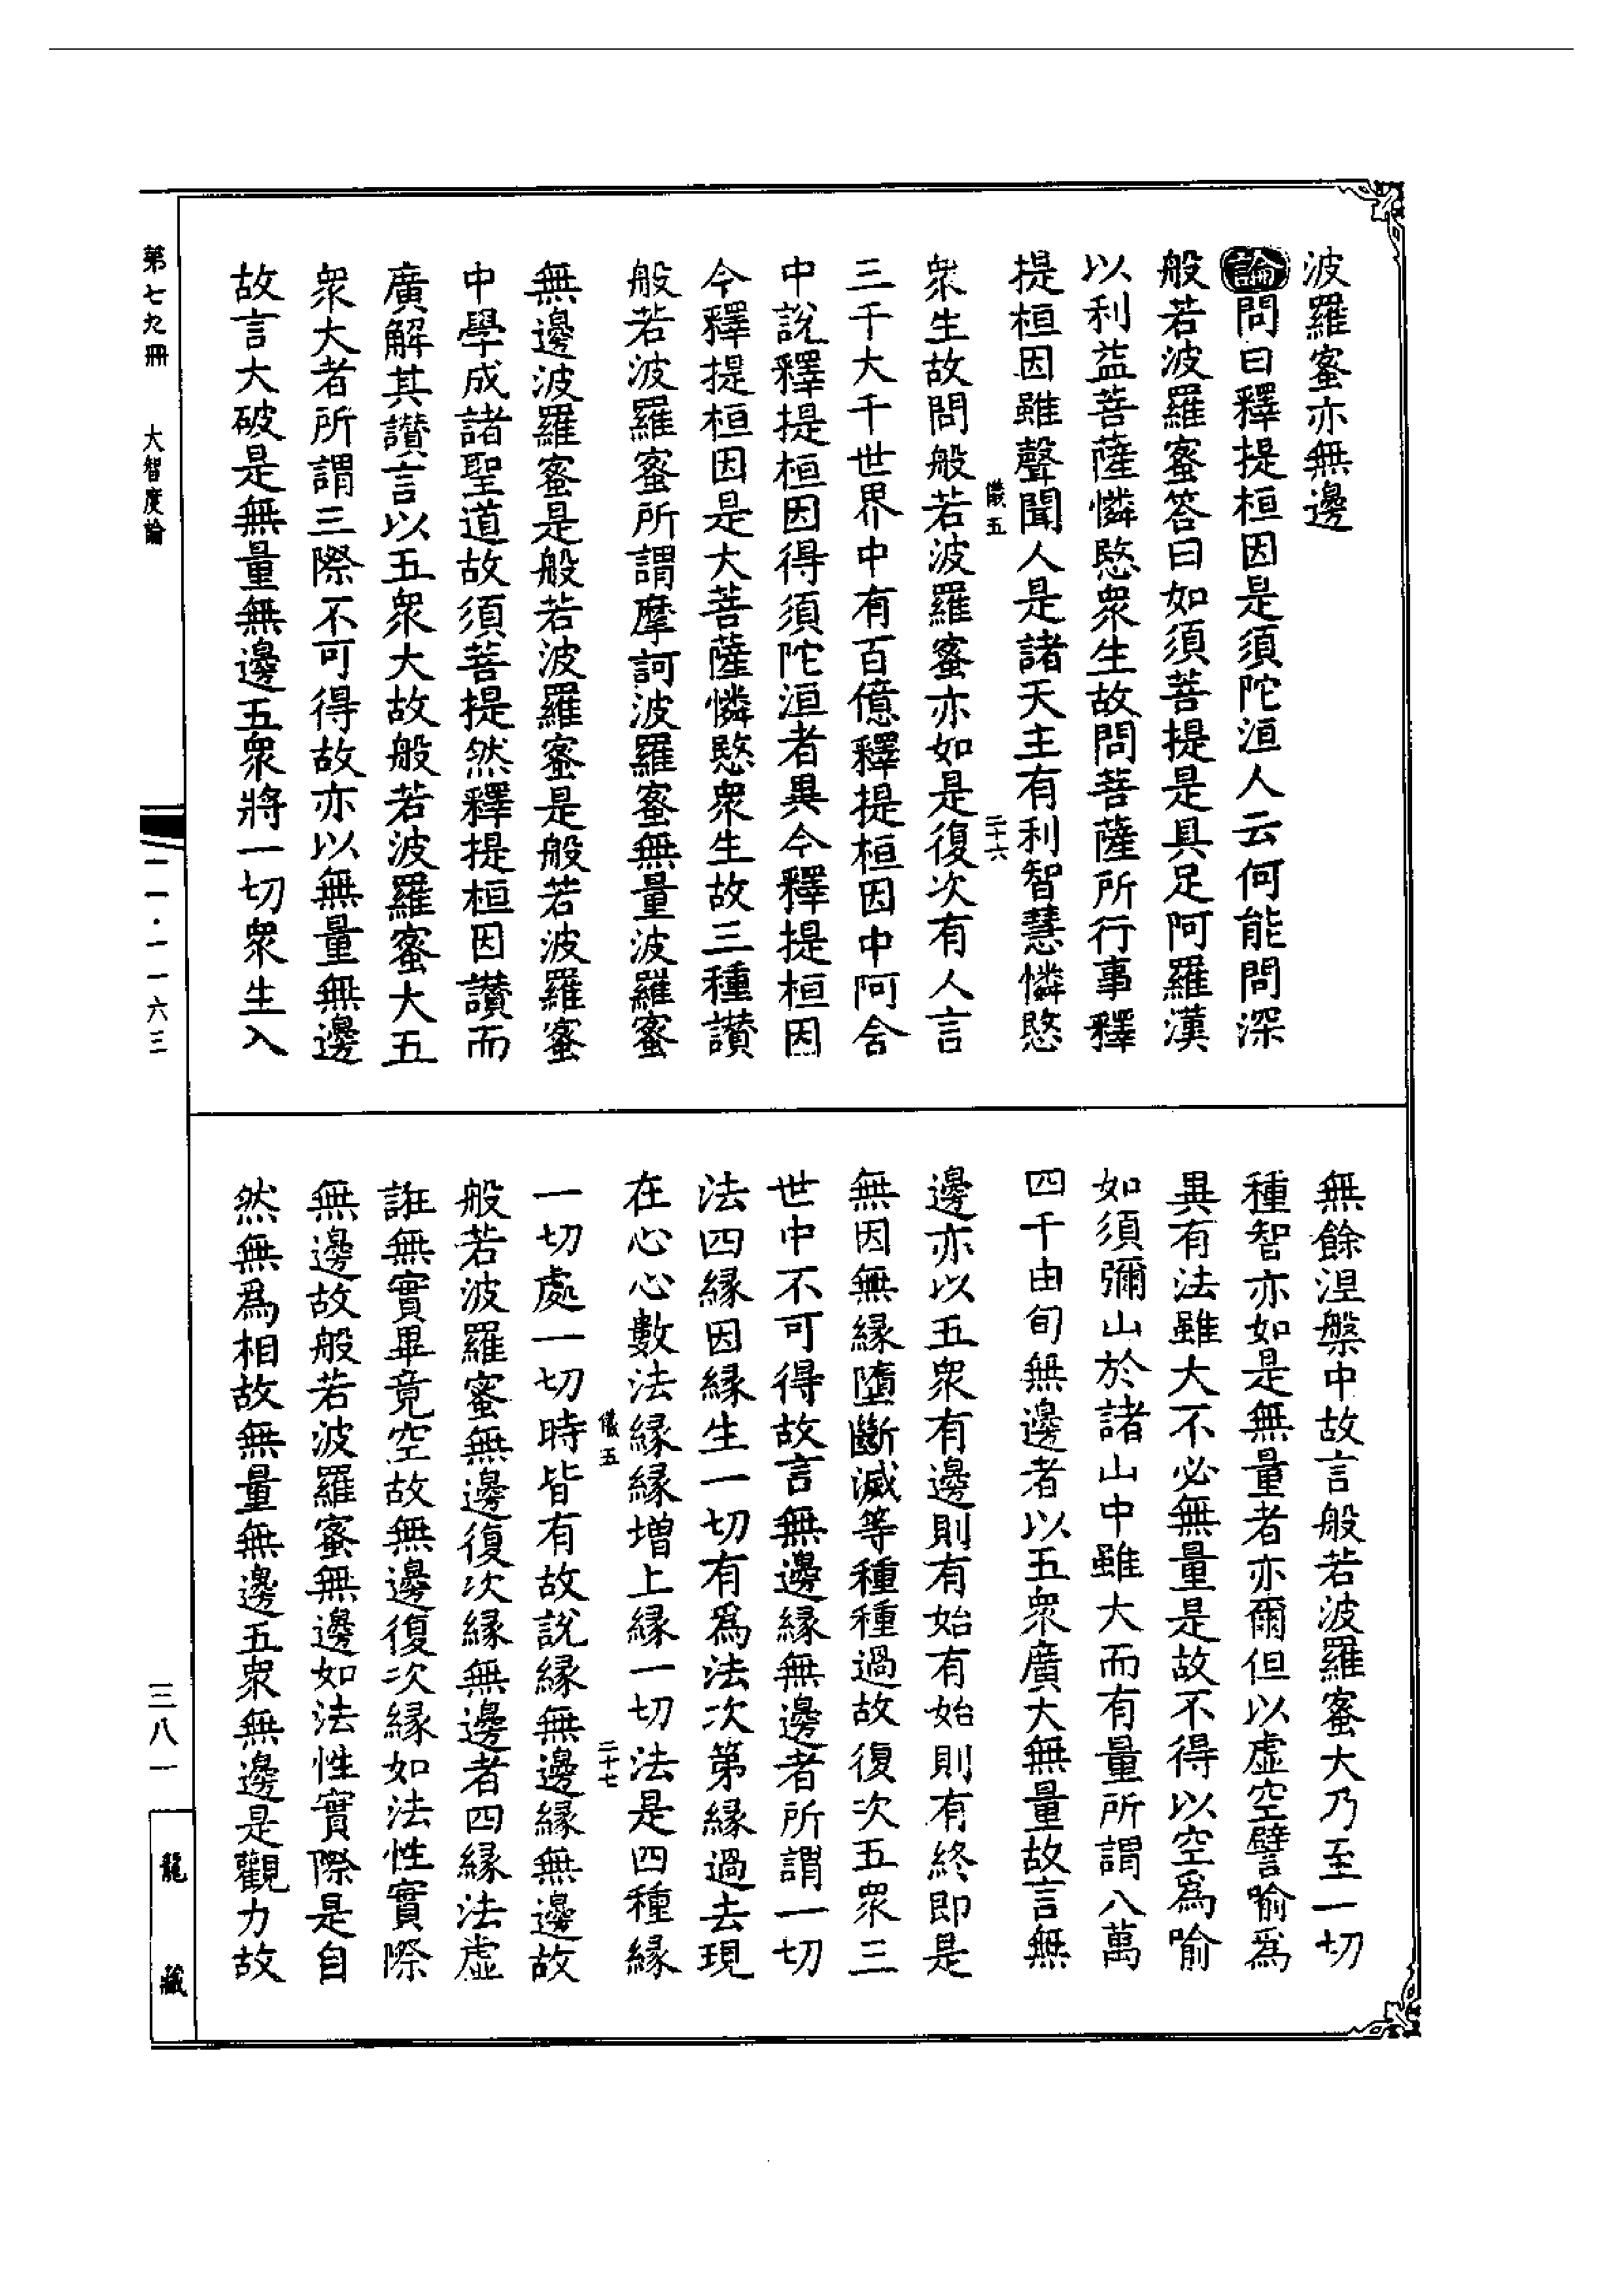 波羅蜜亦無邊
論問曰釋提桓因是須陀洹人云何能問深
般若波羅蜜答曰如須菩提是具足阿羅漢
以利益菩薩憐愍衆生故問菩薩所行事釋
提桓因雖聲聞人是諸天主有利智慧憐愍
儀五 二十六
衆生故問般若波羅蜜亦如是復次有人言
三千大千世界中有百億釋提桓因中阿含
中說釋提桓因得須陀洹者異今釋提桓因
今釋提桓因是大菩薩憐愍衆生故三種讚
般若波羅蜜所謂摩訶波羅蜜無量波羅蜜
無邊波羅蜜是般若波羅蜜是般若波羅蜜
中學成諸聖道故須菩提然釋提桓因讚而
廣解其讚言以五衆大故般若波羅蜜大五
衆大者所謂三際不可得故亦以無量無邊
故言大破是無量無邊五衆將一切衆生入
無餘涅槃中故言般若波羅蜜大乃至一切
種智亦如是無量者亦爾但以虛空譬喻爲
異有法雖大不必無量是故不得以空爲喻
如須彌山於諸山中雖大而有量所謂八萬
四千由旬無邊者以五衆廣大無量故言無
邊亦以五衆有邊則有始有始則有終即是
無因無緣墮斷滅等種種過故復次五衆三
世中不可得故言無邊緣無邊者所謂一切
法四緣因緣生一切有爲法次第緣過去現
在心心數法緣緣增上緣一切法是四種緣
儀五 二十七
一切處一切時皆有故說緣無邊緣無邊故
般若波羅蜜無邊復次緣無邊者四緣法虛
誑無實畢竟空故無邊復次緣如法性實際
無邊故般若波羅蜜無邊如法性實際是自
然無爲相故無量無邊五衆無邊是觀力故
第七九冊 大智度論
二一·一一六三
三八一
龍藏